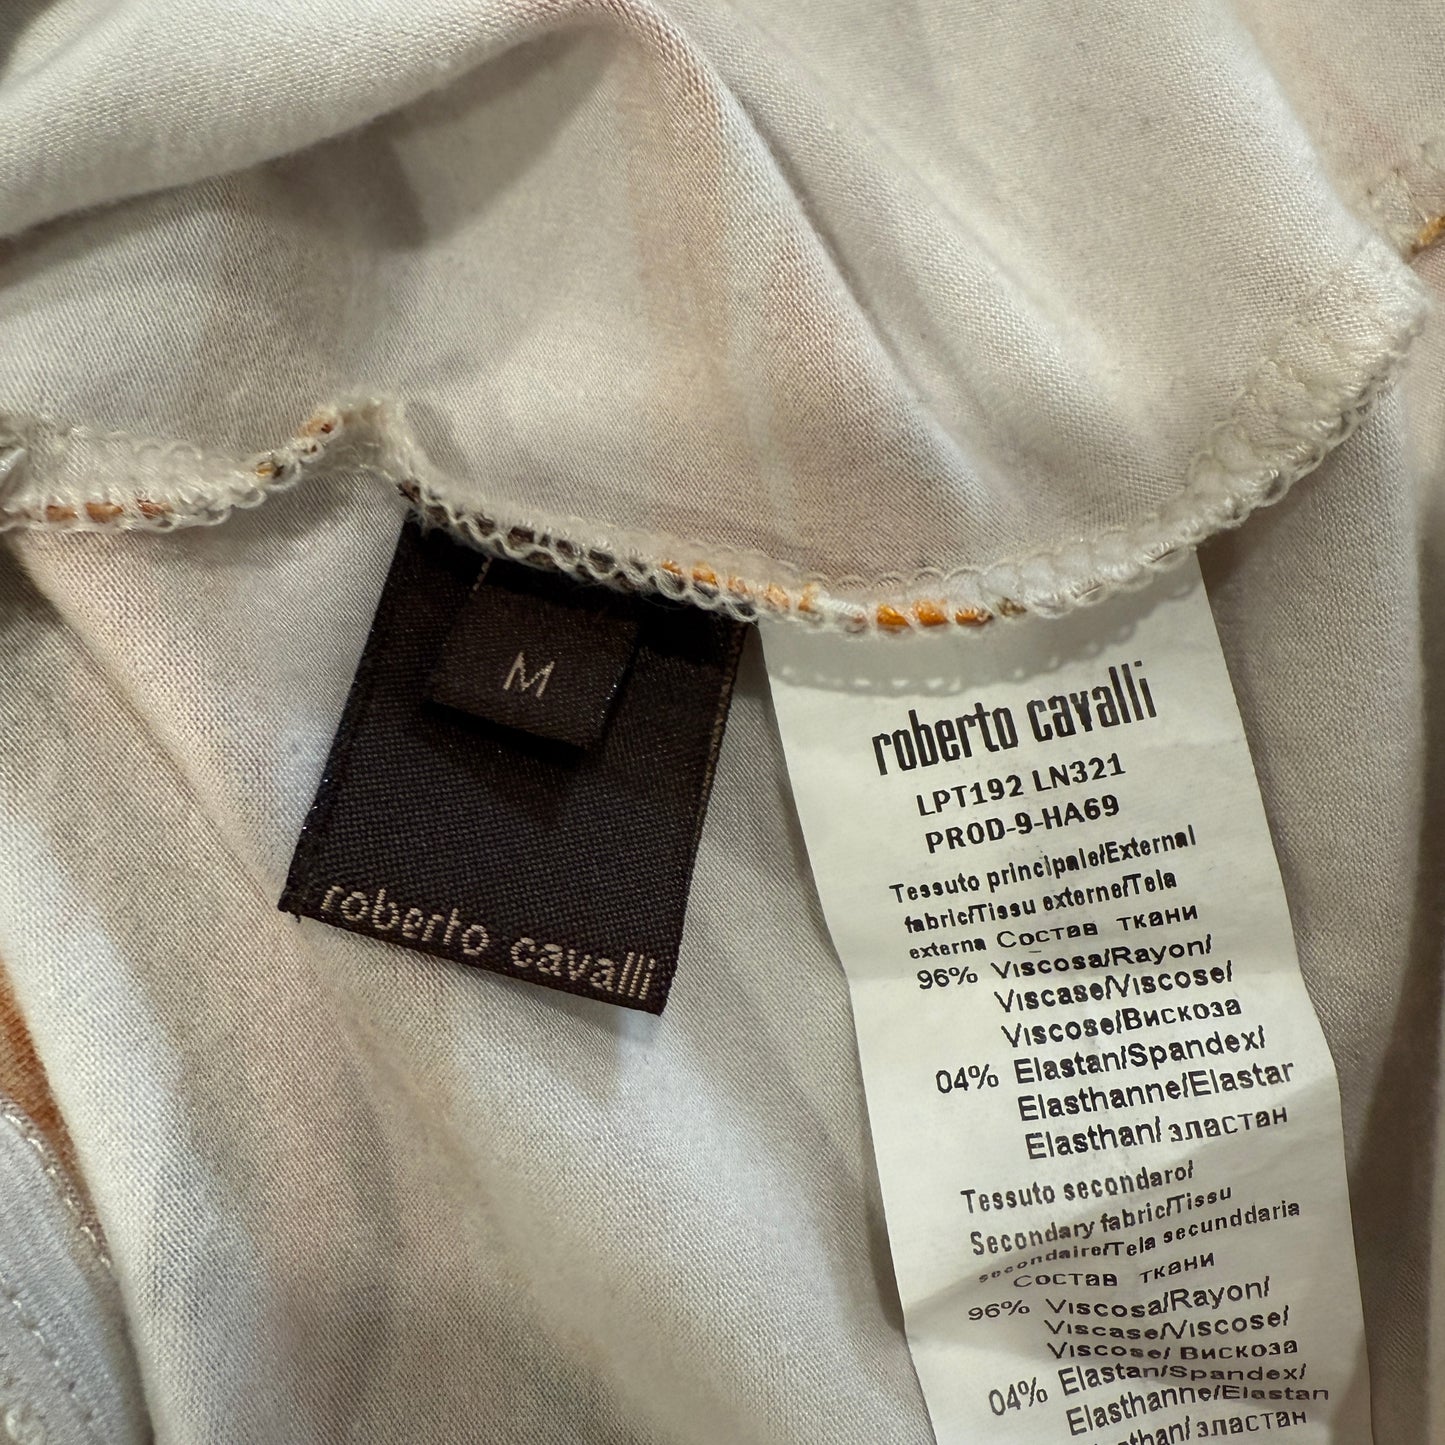 M
roberto cavalli
roberto cavalli
LPT192 LN321
PROD-9-HA69
Tessuto principale/External
fabric/Tissu externe/Tela
externa Состав ткани
96% Viscosa/Rayon/
Viscase/Viscose/
Viscose/Вискоза
04% Elastan/Spandex/
Elasthanne/Elastar
Elasthan/эластан
Tessuto secondaro/
Secondary fabric/Tissu
secondaire/Tela secunddaria
Состав ткани
96% Viscosa/Rayon/
Viscase/Viscose/
Viscose/ Вискоза
04% Elastan/Spandex/
Elasthanne/Elastan
Elasthan/эластан